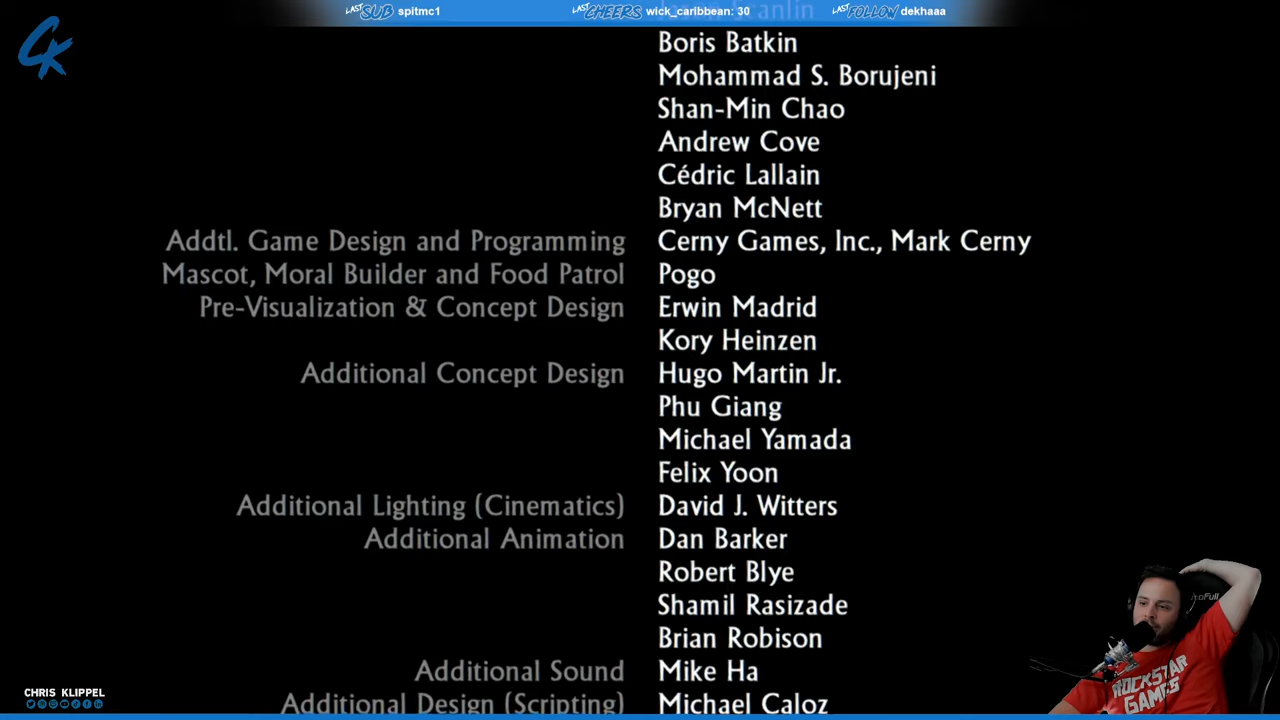 LAST SUB spitmc1 LAST CHEERS wick_caribbean: 30 LAST FOLLOW dekhaaa
CK
Boris Batkin
Mohammad S. Borujeni
Shan-Min Chao
Andrew Cove
Cédric Lallain
Bryan McNett
Addtl. Game Design and Programming Cerny Games, Inc., Mark Cerny
Mascot, Moral Builder and Food Patrol Pogo
Pre-Visualization & Concept Design Erwin Madrid
Kory Heinzen
Additional Concept Design Hugo Martin Jr.
Phu Giang
Michael Yamada
Felix Yoon
Additional Lighting (Cinematics) David J. Witters
Additional Animation Dan Barker
Robert Blye
Shamil Rasizade
Brian Robison
Additional Sound Mike Ha
Additional Design (Scripting) Michael Caloz
CHRIS KLIPPEL
ROCKSTAR
GAMES